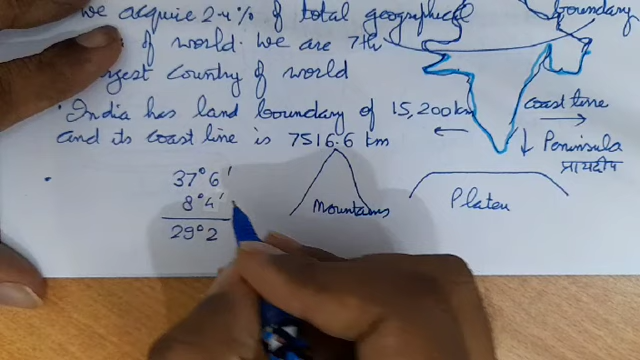 we acquire 2.4% of total geographical
boundary
of world. We are 7th
largest country of world
• India has land boundary of 15,200 km
and its coast line is 7516.6 km
Coast line
Peninsula
प्रायद्वीप
37° 6'
8° 4'
29° 2
Mountains
Plateu